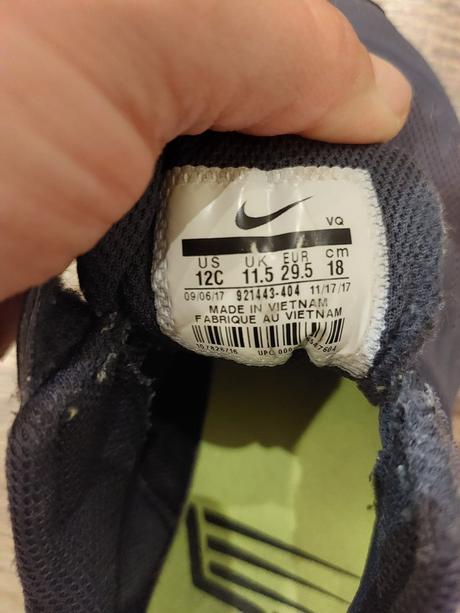 VQ
US UK EUR cm
12C 11.5 29.5 18
09/06/17 921443-404 11/17/17
MADE IN VIETNAM
FABRIQUE AU VIETNAM